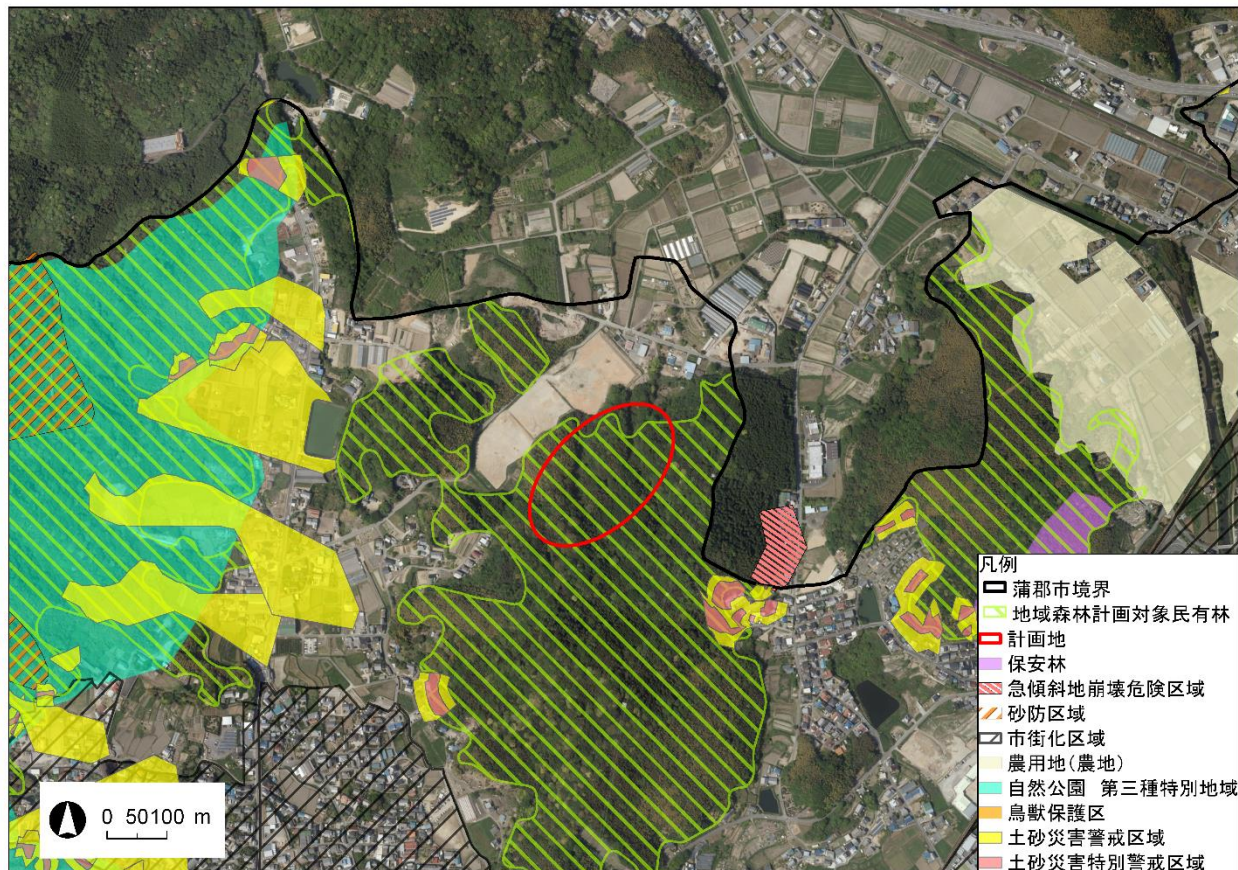 凡例
蒲郡市境界
地域森林計画対象民有林
計画地
保安林
急傾斜地崩壊危険区域
砂防区域
市街化区域
農用地(農地)
自然公園 第三種特別地域
鳥獣保護区
土砂災害警戒区域
土砂災害特別警戒区域
0 50100 m